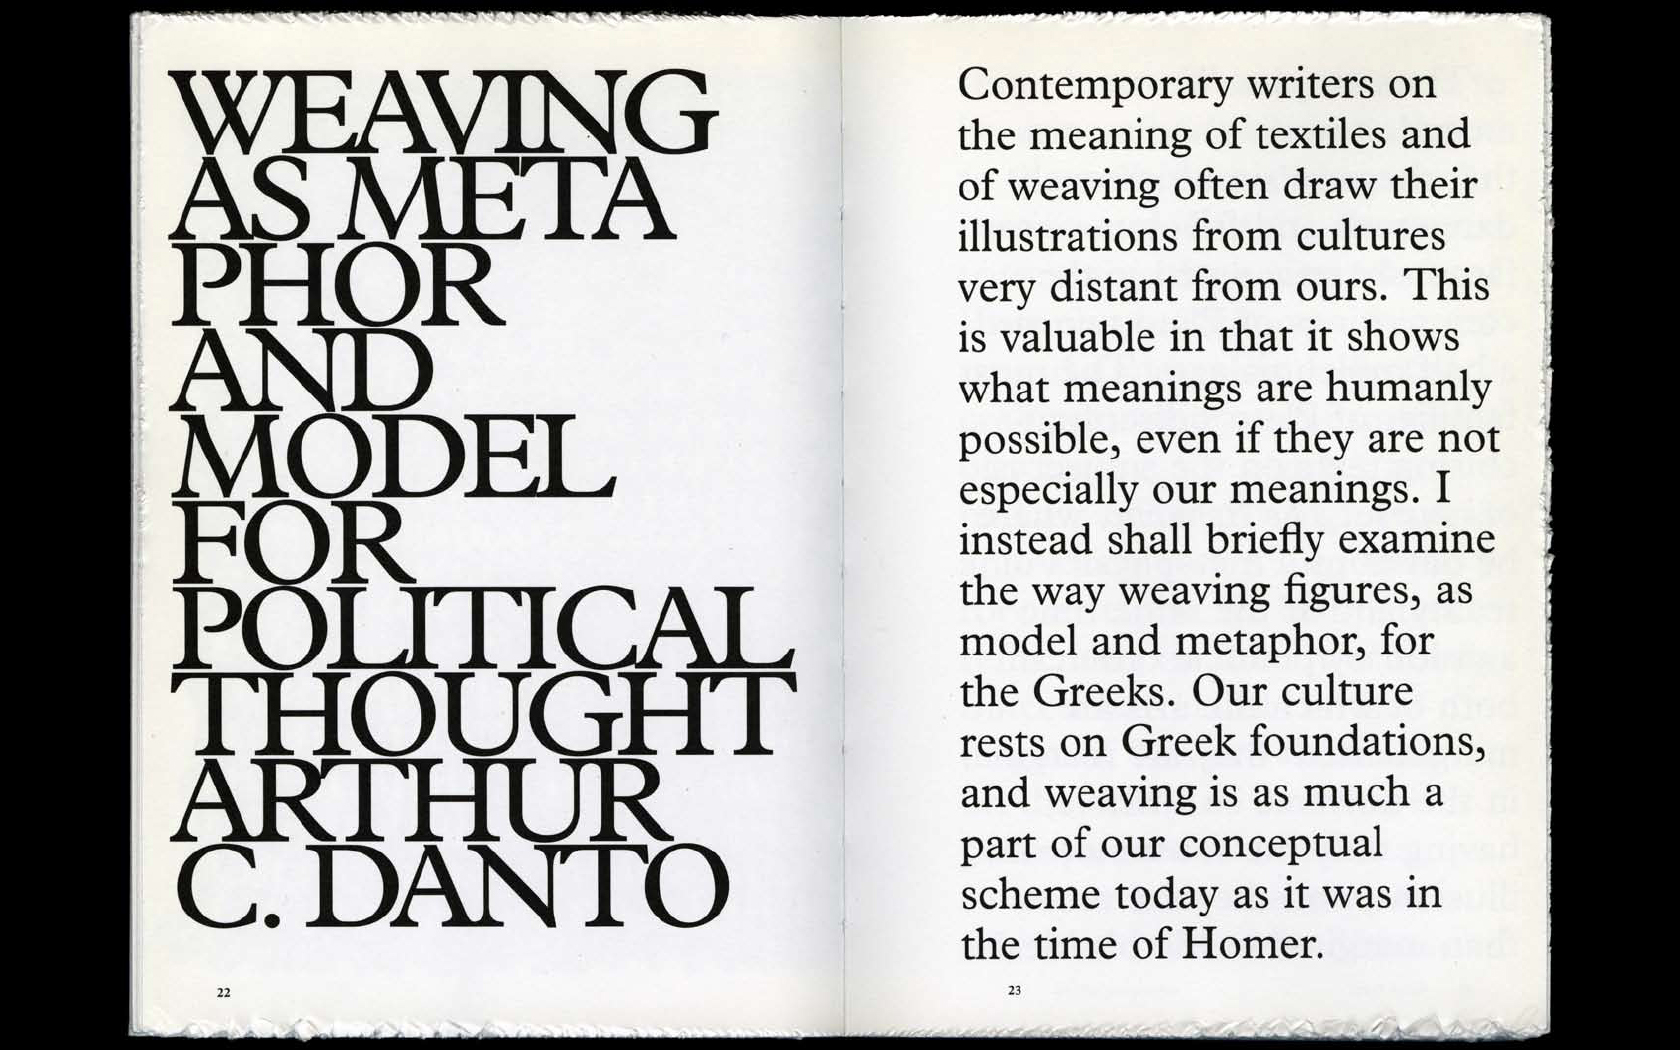 WEAVING
AS META
PHOR
AND
MODEL
FOR
POLITICAL
THOUGHT
ARTHUR
C. DANTO
22
Contemporary writers on
the meaning of textiles and
of weaving often draw their
illustrations from cultures
very distant from ours. This
is valuable in that it shows
what meanings are humanly
possible, even if they are not
especially our meanings. I
instead shall briefly examine
the way weaving figures, as
model and metaphor, for
the Greeks. Our culture
rests on Greek foundations,
and weaving is as much a
part of our conceptual
scheme today as it was in
the time of Homer.
23